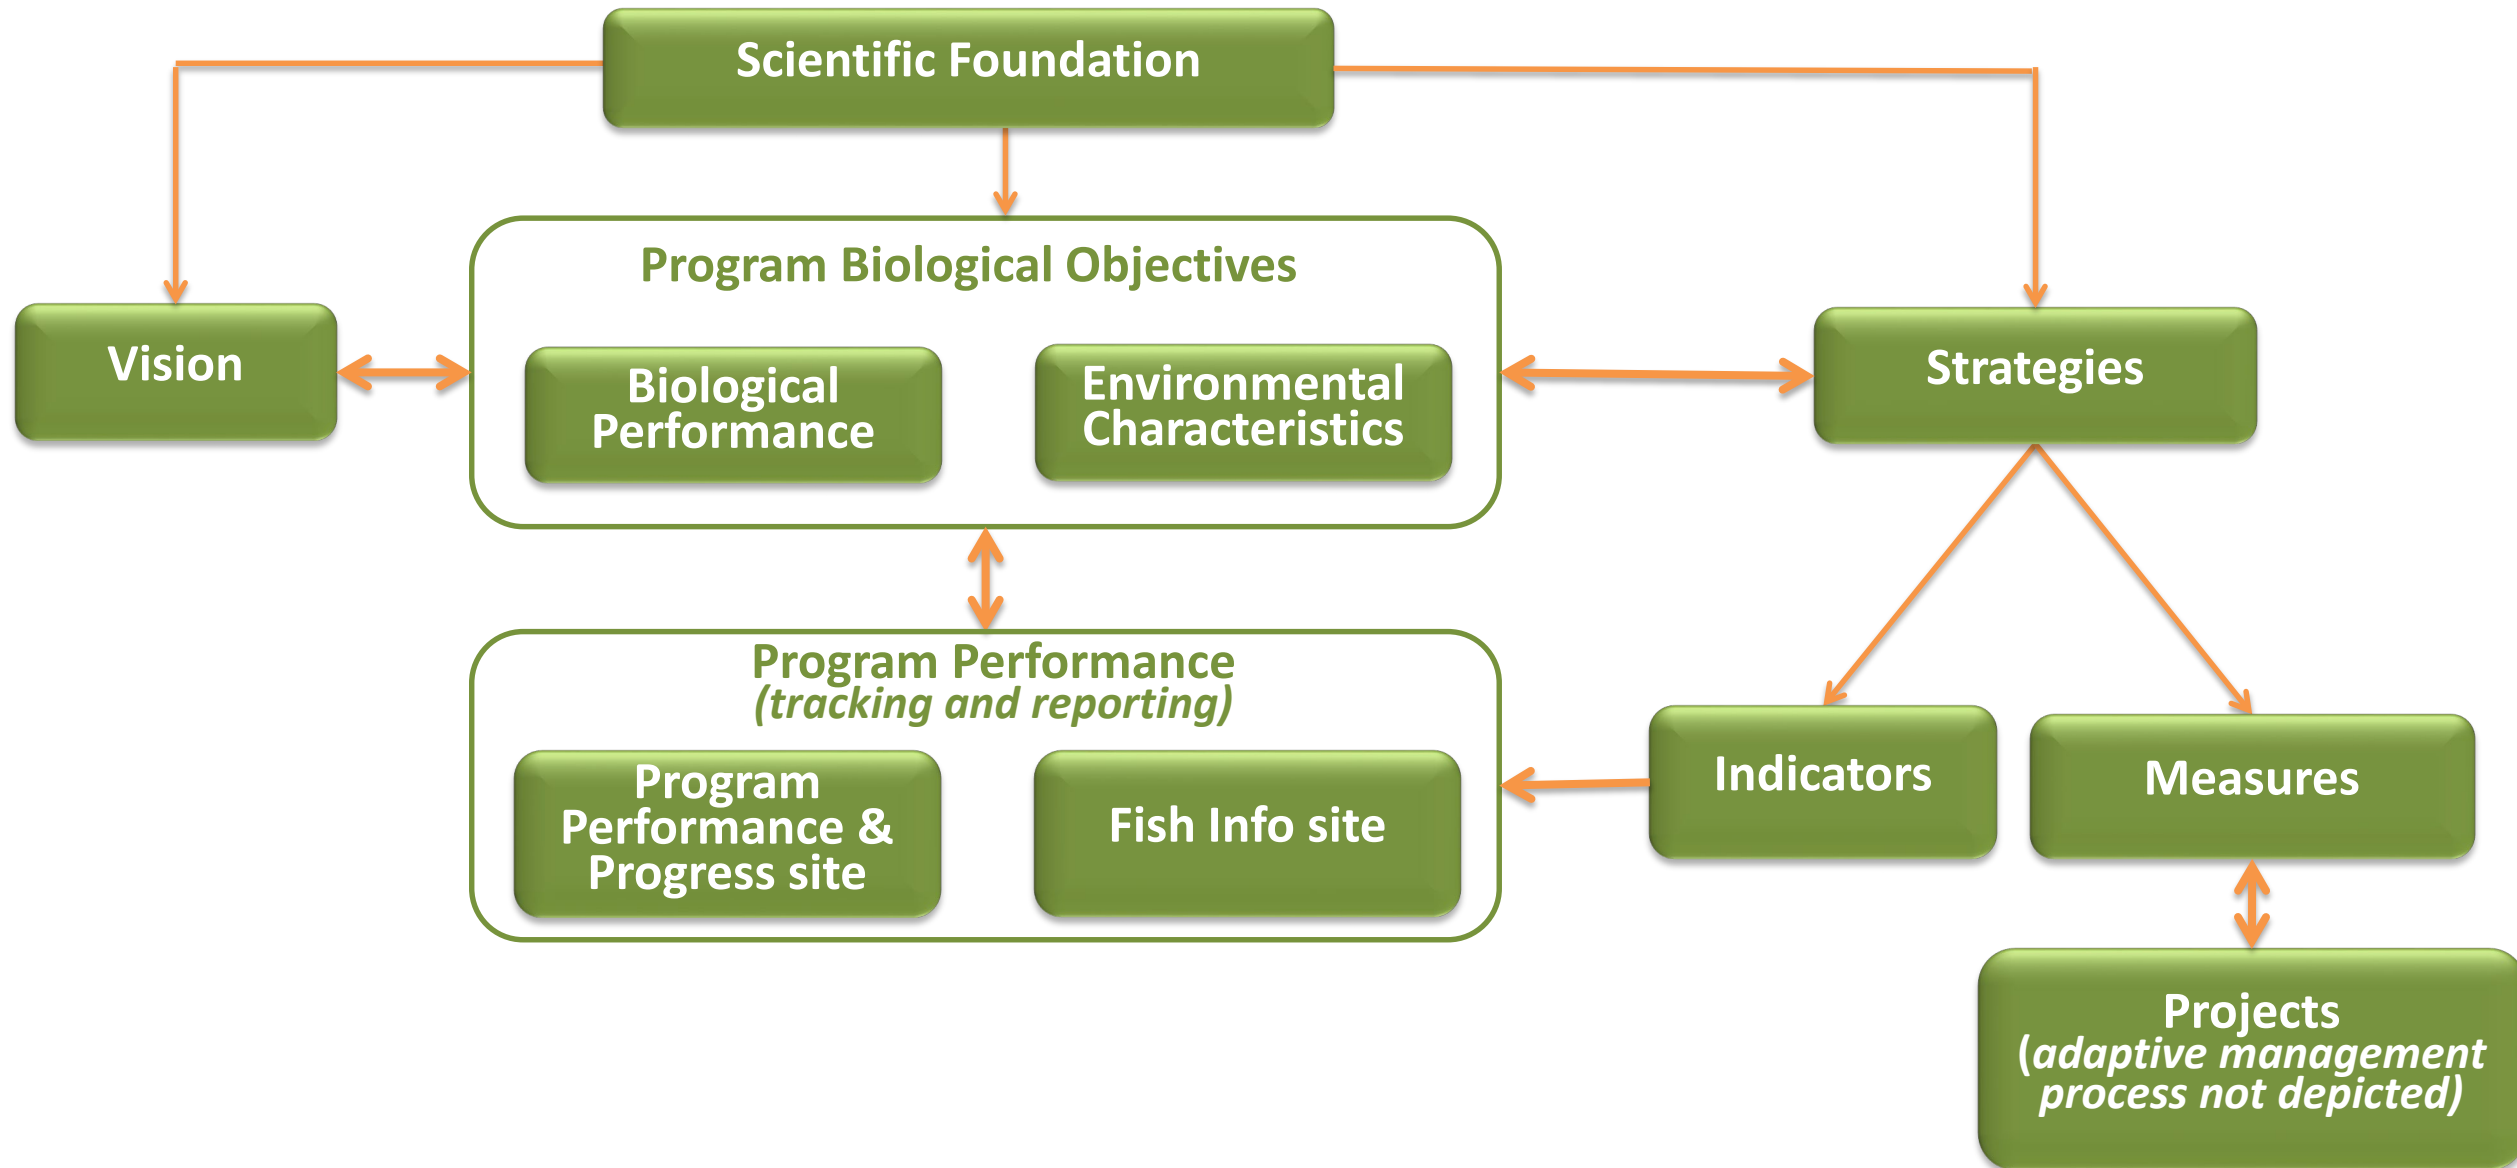 Scientific Foundation
Program Biological Objectives
Vision
Biological
Performance
Environmental
Characteristics
Strategies
Program Performance
(tracking and reporting)
Program
Performance &
Progress site
Fish Info site
Indicators
Measures
Projects
(adaptive management
process not depicted)